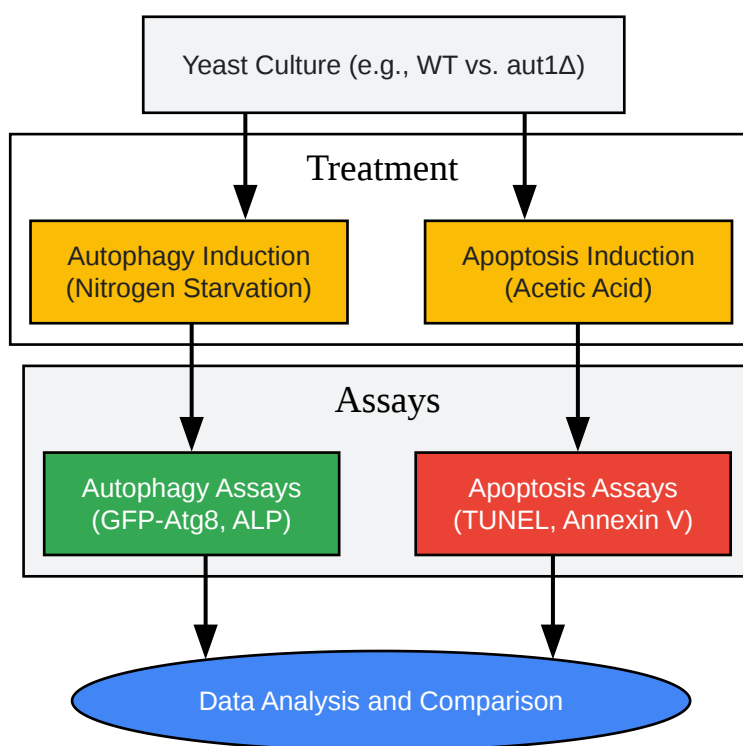 Yeast Culture (e.g., WT vs. aut1Δ)
Treatment
Autophagy Induction
(Nitrogen Starvation)
Apoptosis Induction
(Acetic Acid)
Assays
Autophagy Assays
(GFP-Atg8, ALP)
Apoptosis Assays
(TUNEL, Annexin V)
Data Analysis and Comparison